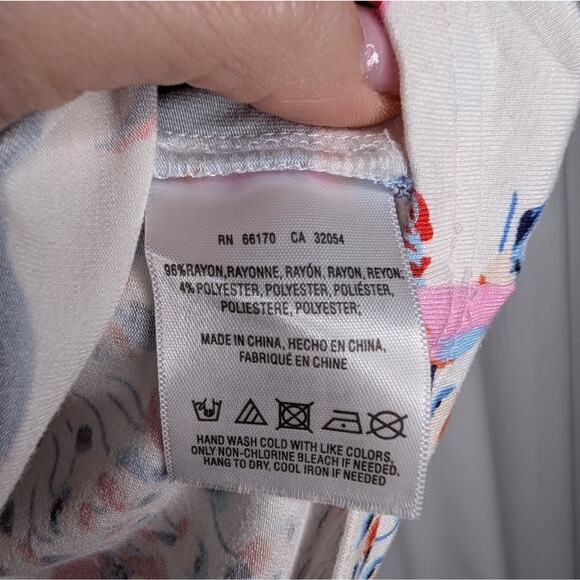 RN 66170 CA 32054
96%RAYON,RAYONNE, RAYÓN, RAYON, REYON;
4% POLYESTER, POLYESTER, POLIÉSTER,
POLIESTERE, POLYESTER;
MADE IN CHINA, HECHO EN CHINA,
FABRIQUÉ EN CHINE
HAND WASH COLD WITH LIKE COLORS,
ONLY NON-CHLORINE BLEACH IF NEEDED.
HANG TO DRY. COOL IRON IF NEEDED